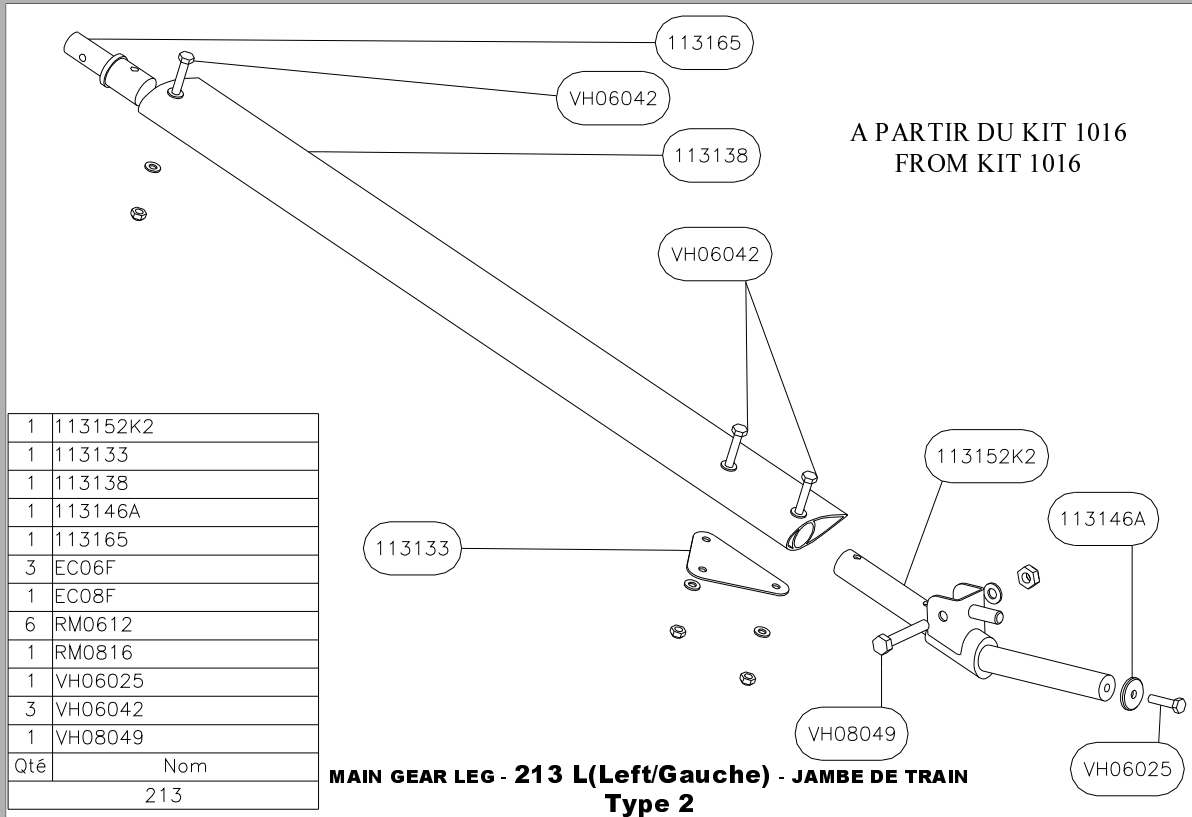 113165
VH06042
A PARTIR DU KIT 1016
FROM KIT 1016
113138
VH06042
113152K2
113146A
113133
VH08049
VH06025
1 113152K2
1 113133
1 113138
1 113146A
1 113165
3 EC06F
1 EC08F
6 RM0612
1 RM0816
1 VH06025
3 VH06042
1 VH08049
Qté Nom
213
MAIN GEAR LEG - 213 L(Left/Gauche) - JAMBE DE TRAIN
Type 2